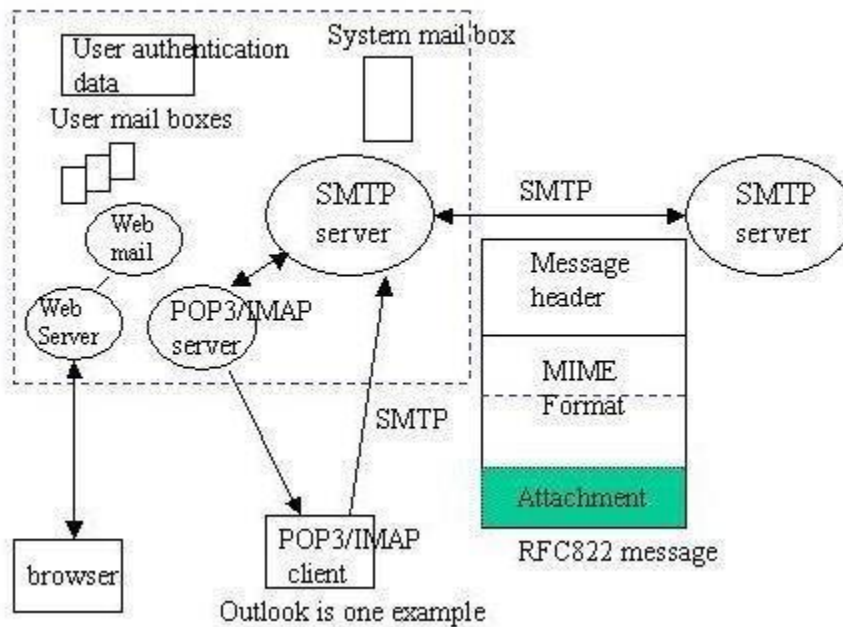 User authentication
data
System mail box
User mail boxes
SMTP
server
SMTP
SMTP
server
Web
mail
Message
header
Web
Server
POP3/IMAP
server
MIME
Format
SMTP
Attachment
POP3/IMAP
client
RFC822 message
browser
Outlook is one example